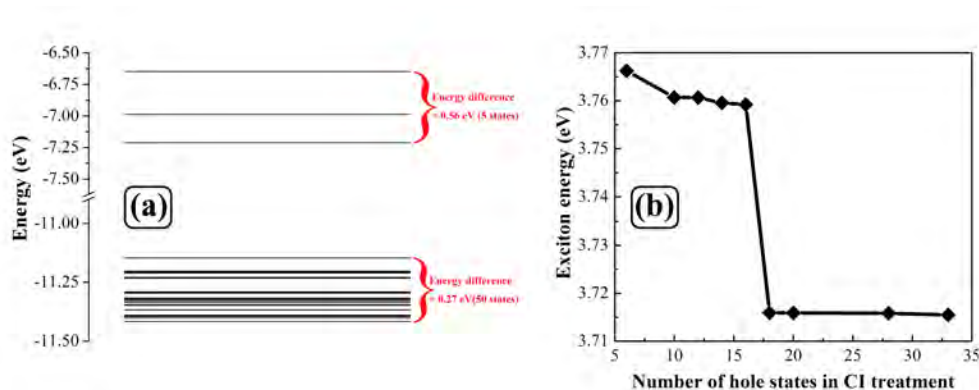 -6.50
-6.75
-7.00
-7.25
-7.50
-11.00
-11.25
-11.50
Energy (eV)
(a)
Energy difference
= 0.56 eV (5 states)
Energy difference
= 0.27 eV(50 states)
3.77
3.76
3.75
3.74
3.73
3.72
3.71
Exciton energy (eV)
(b)
5 10 15 20 25 30 35
Number of hole states in CI treatment